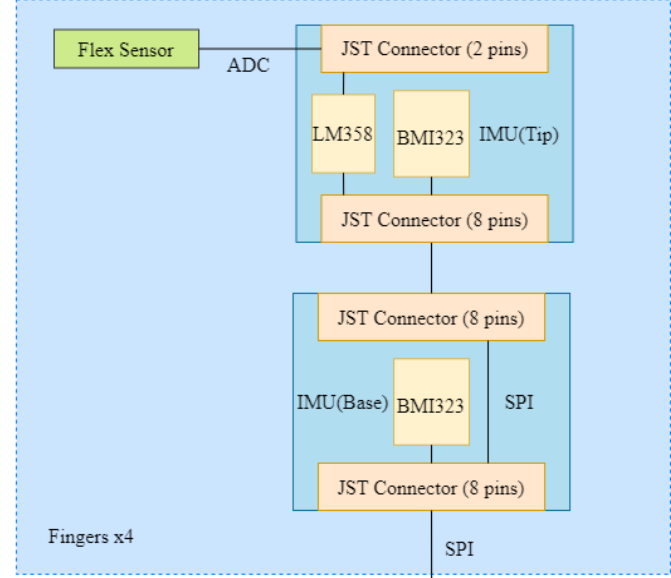 Flex Sensor
ADC
JST Connector (2 pins)
LM358
BMI323
IMU(Tip)
JST Connector (8 pins)
JST Connector (8 pins)
IMU(Base)
BMI323
SPI
JST Connector (8 pins)
Fingers x4
SPI